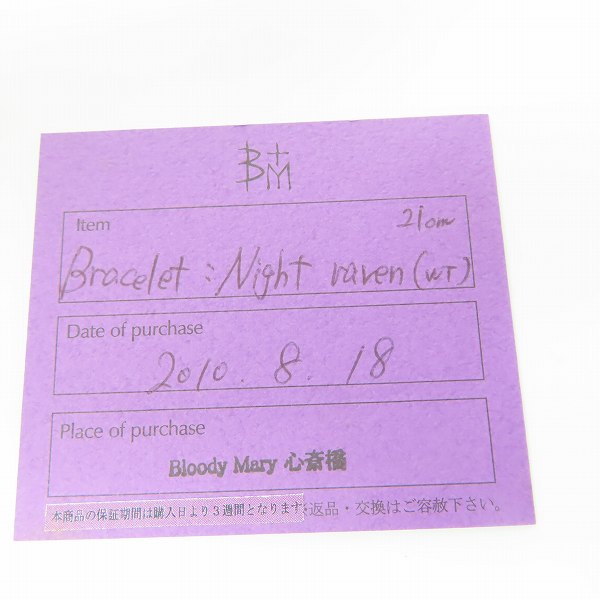 B+M
Item
21cm
Bracelet : Night raven (WT)
Date of purchase
2010. 8. 18
Place of purchase
Bloody Mary 心斎橋
本商品の保証期間は購入日より3週間となります。返品・交換はご容赦下さい。